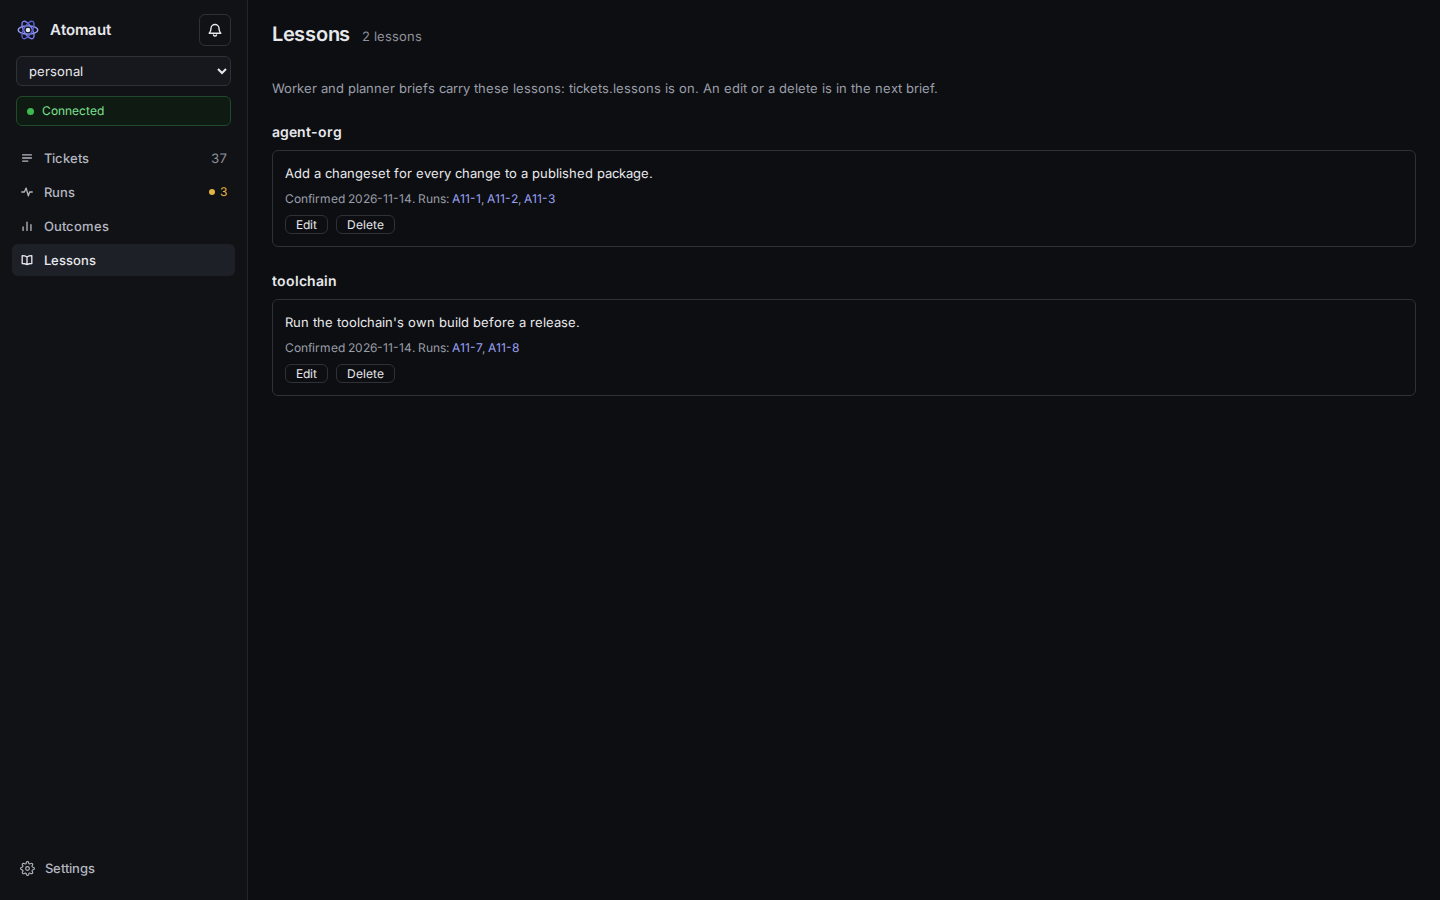 Atomaut
personal
Connected
Tickets 37
Runs 3
Outcomes
Lessons
Settings
Lessons 2 lessons
Worker and planner briefs carry these lessons: tickets.lessons is on. An edit or a delete is in the next brief.
agent-org
Add a changeset for every change to a published package.
Confirmed 2026-11-14. Runs: A11-1, A11-2, A11-3
Edit Delete
toolchain
Run the toolchain's own build before a release.
Confirmed 2026-11-14. Runs: A11-7, A11-8
Edit Delete